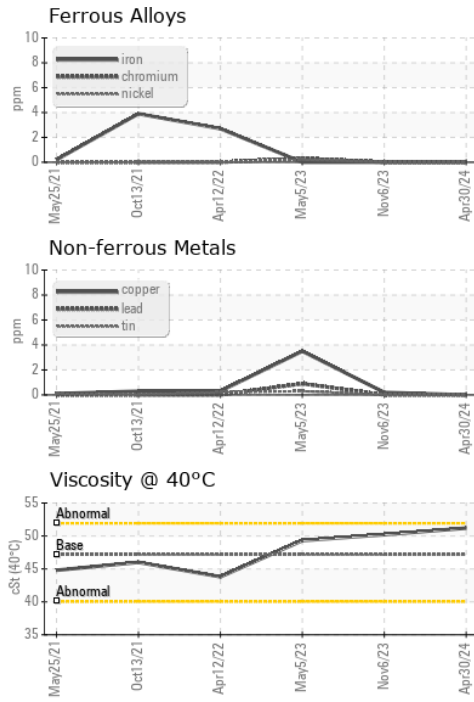 Ferrous Alloys
10
8
6
4
2
0
ppm
iron
chromium
nickel
May25/21
Oct13/21
Apr12/22
May5/23
Nov6/23
Apr30/24
Non-ferrous Metals
10
8
6
4
2
0
ppm
copper
lead
tin
May25/21
Oct13/21
Apr12/22
May5/23
Nov6/23
Apr30/24
Viscosity @ 40°C
55
50
45
40
35
cSt (40°C)
Abnormal
Base
Abnormal
May25/21
Oct13/21
Apr12/22
May5/23
Nov6/23
Apr30/24